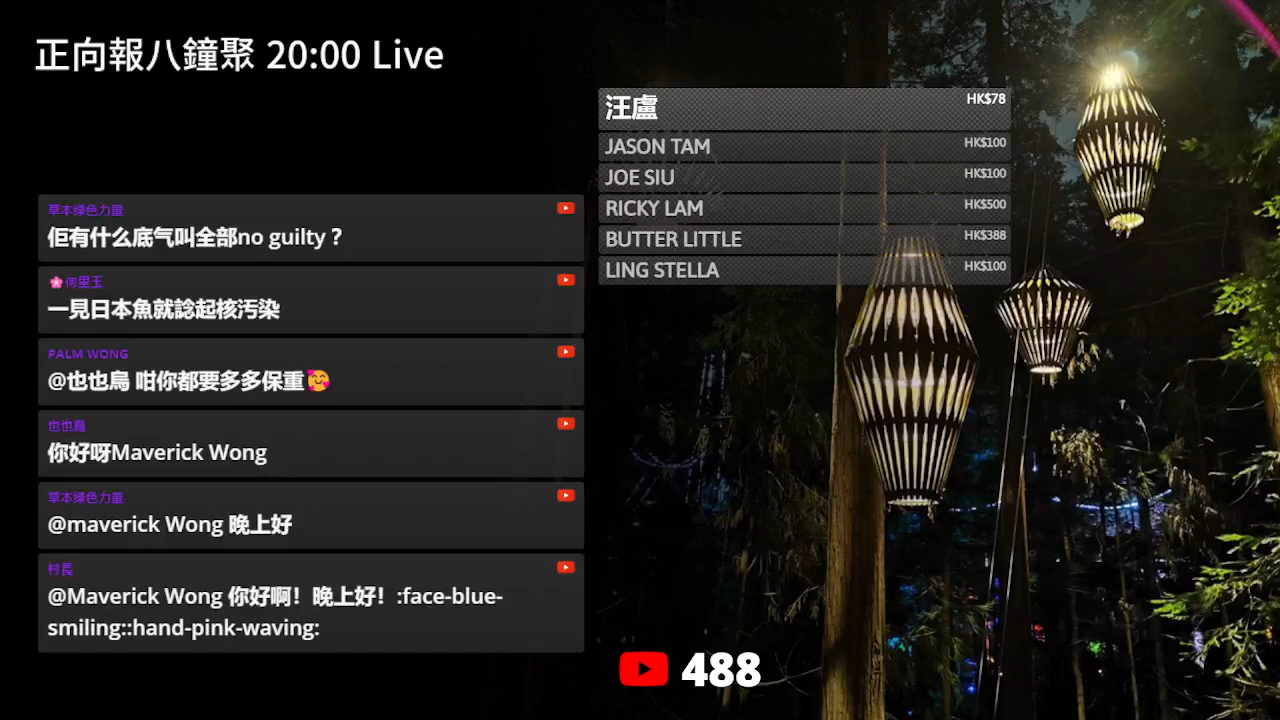 正向報八鐘聚 20:00 Live
草本绿色力量
佢有什么底气叫全部no guilty？
🌸何里玉
一見日本魚就諗起核污染
PALM WONG
@也也鳥 咁你都要多多保重🥰
也也鳥
你好呀Maverick Wong
草本绿色力量
@maverick Wong 晚上好
村長
@Maverick Wong 你好啊！晚上好！:face-blue-
smiling::hand-pink-waving:
汪盧 HK$78
JASON TAM HK$100
JOE SIU HK$100
RICKY LAM HK$500
BUTTER LITTLE HK$388
LING STELLA HK$100
488